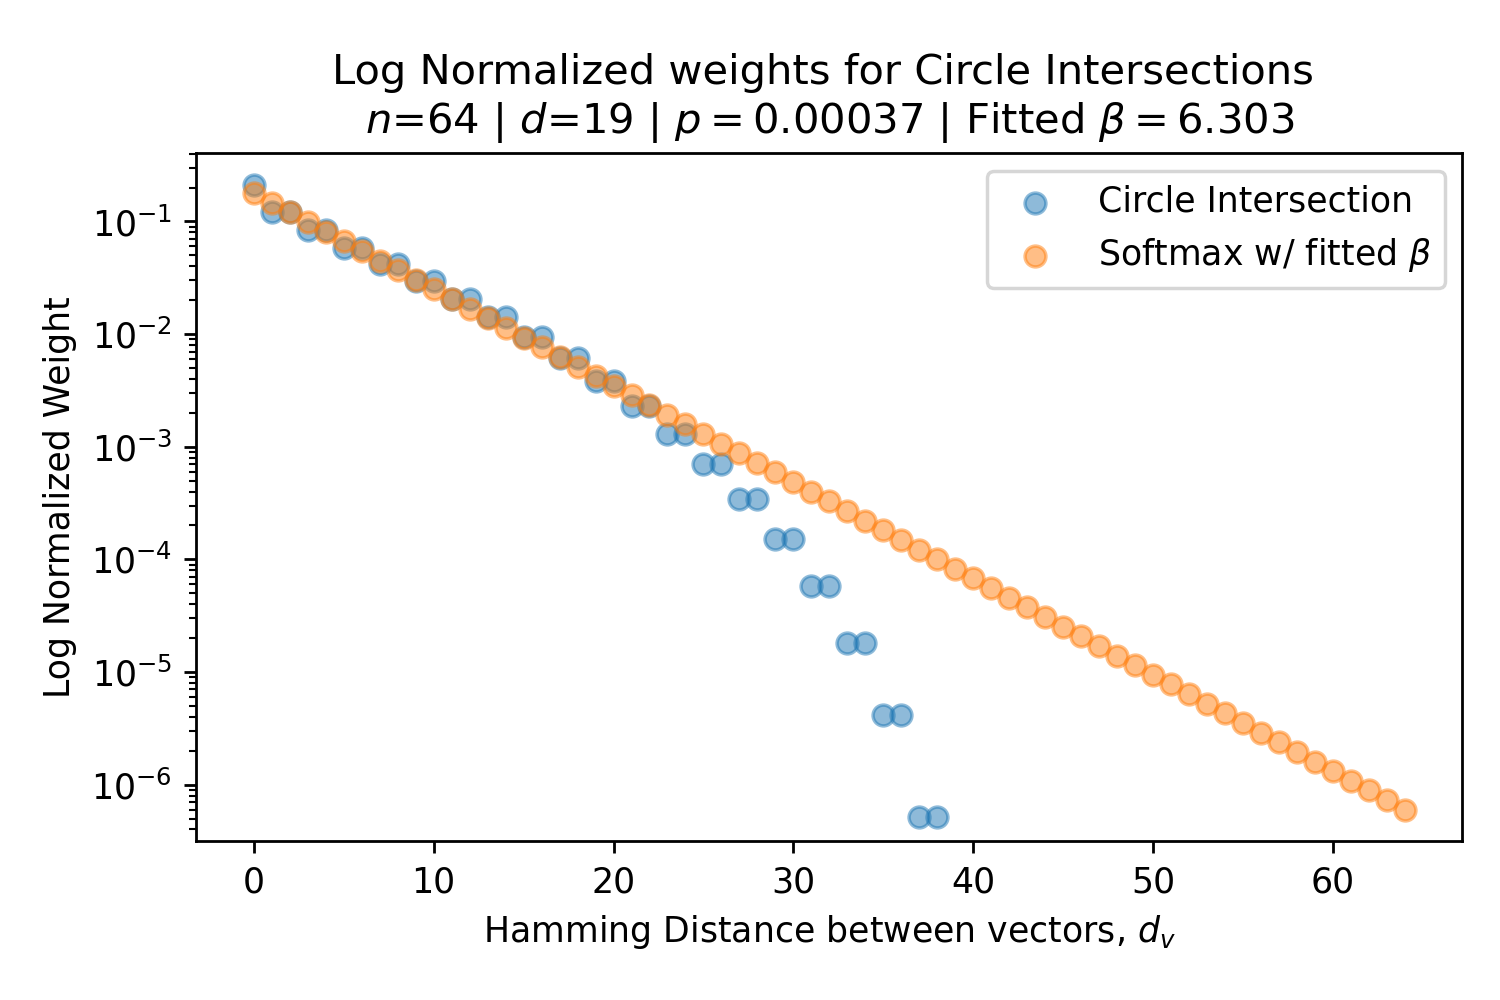 Log Normalized weights for Circle Intersections
n=64 | d=19 | p = 0.00037 | Fitted β = 6.303
Circle Intersection
Softmax w/ fitted β
Log Normalized Weight
10⁻¹
10⁻²
10⁻³
10⁻⁴
10⁻⁵
10⁻⁶
0 10 20 30 40 50 60
Hamming Distance between vectors, dᵥ